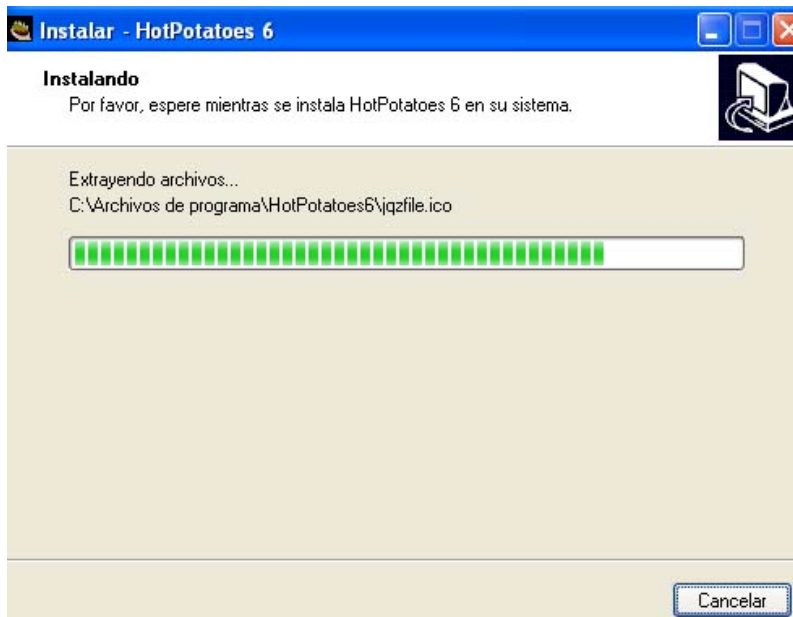 Instalar - HotPotatoes 6
Instalando
Por favor, espere mientras se instala HotPotatoes 6 en su sistema.
Extrayendo archivos...
C:\Archivos de programa\HotPotatoes6\jqzfile.ico
Cancelar